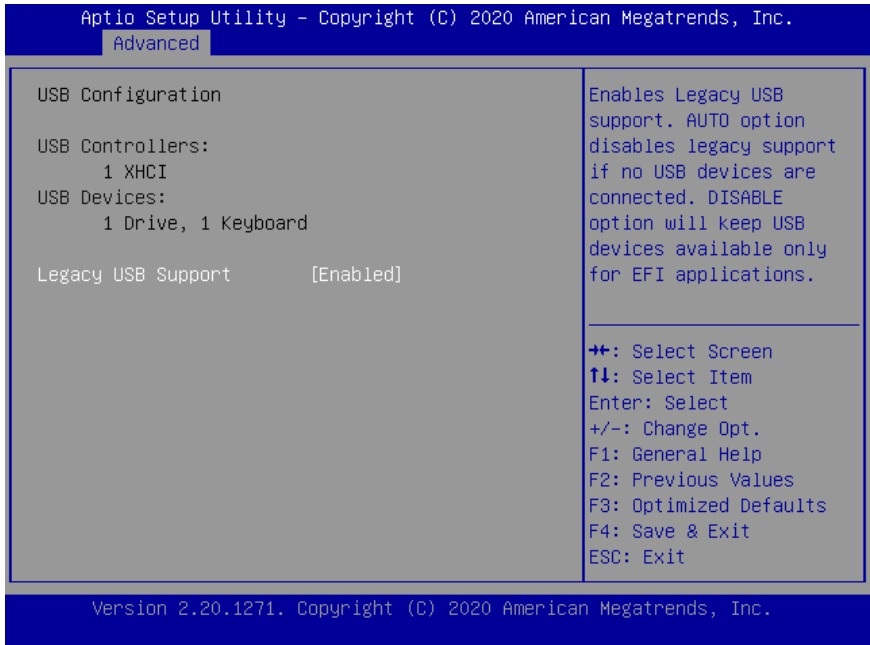 Aptio Setup Utility – Copyright (C) 2020 American Megatrends, Inc.
Advanced
USB Configuration
USB Controllers:
1 XHCI
USB Devices:
1 Drive, 1 Keyboard
Legacy USB Support [Enabled]
Enables Legacy USB
support. AUTO option
disables legacy support
if no USB devices are
connected. DISABLE
option will keep USB
devices available only
for EFI applications.
→←: Select Screen
↑↓: Select Item
Enter: Select
+/-: Change Opt.
F1: General Help
F2: Previous Values
F3: Optimized Defaults
F4: Save & Exit
ESC: Exit
Version 2.20.1271. Copyright (C) 2020 American Megatrends, Inc.